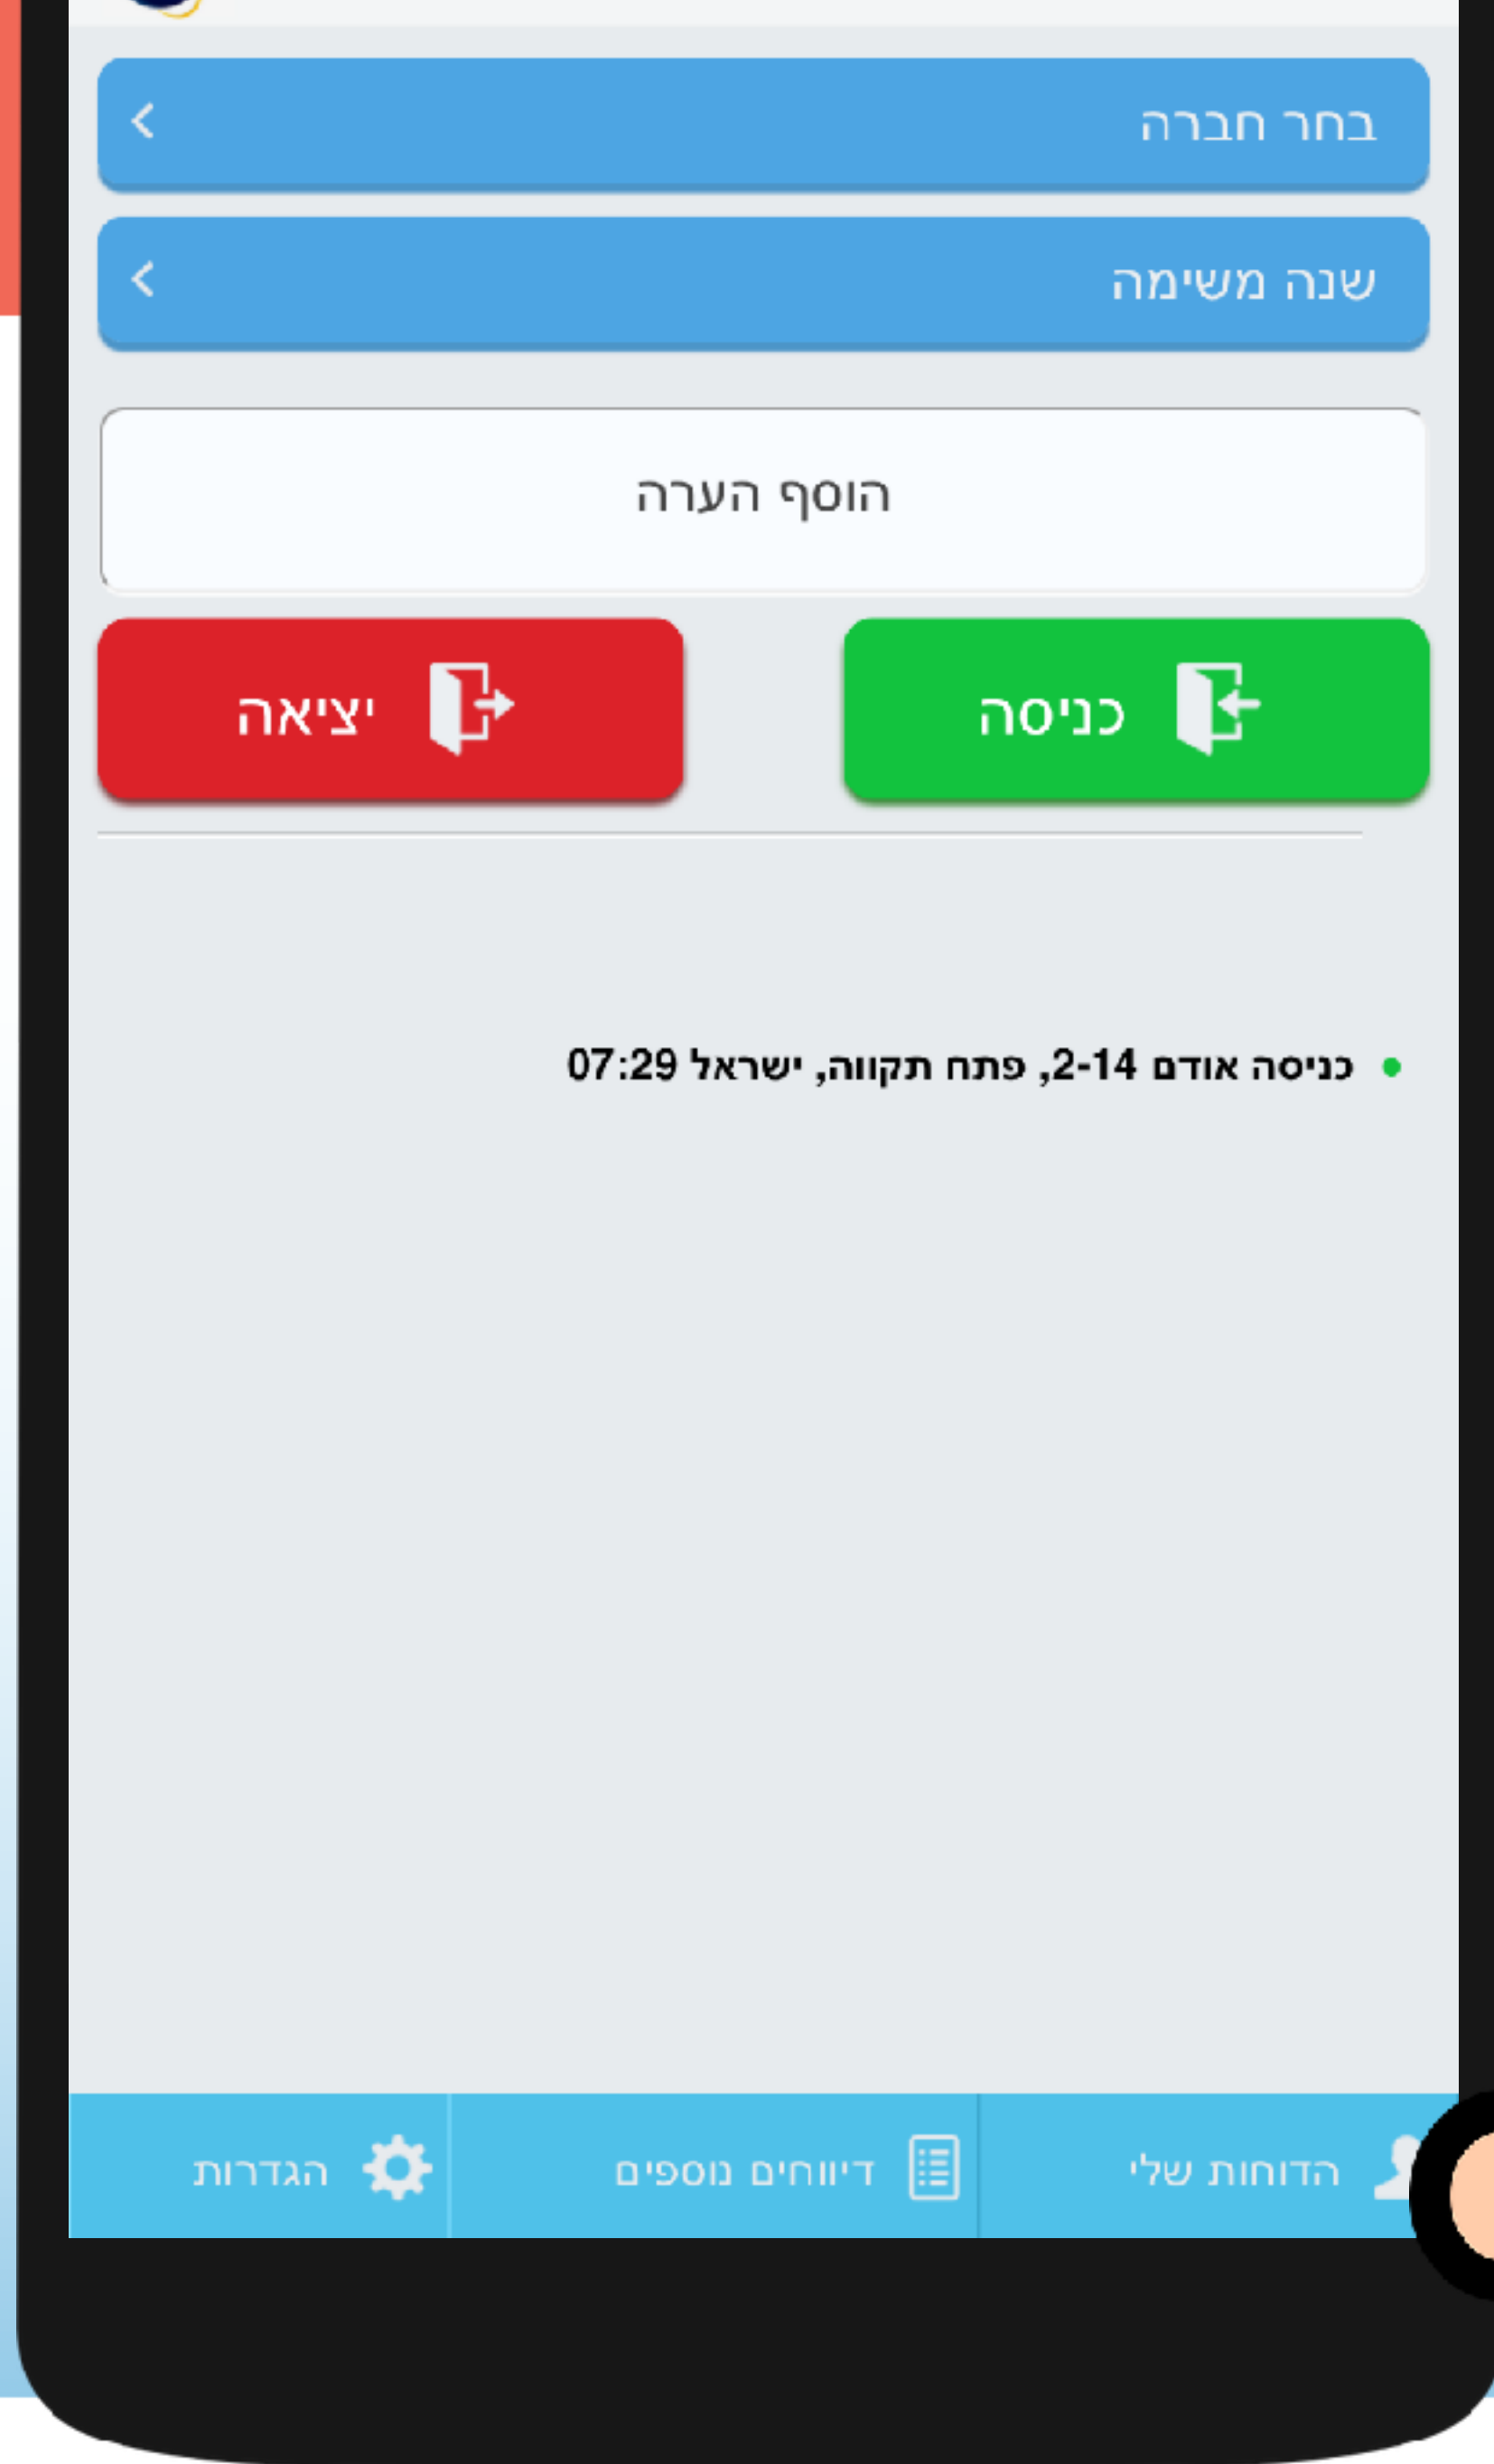 בחר חברה
שנה משימה
הוסף הערה
כניסה יציאה
כניסה אודם 2-14, פתח תקווה, ישראל 07:29
הדוחות שלי דיווחים נוספים הגדרות